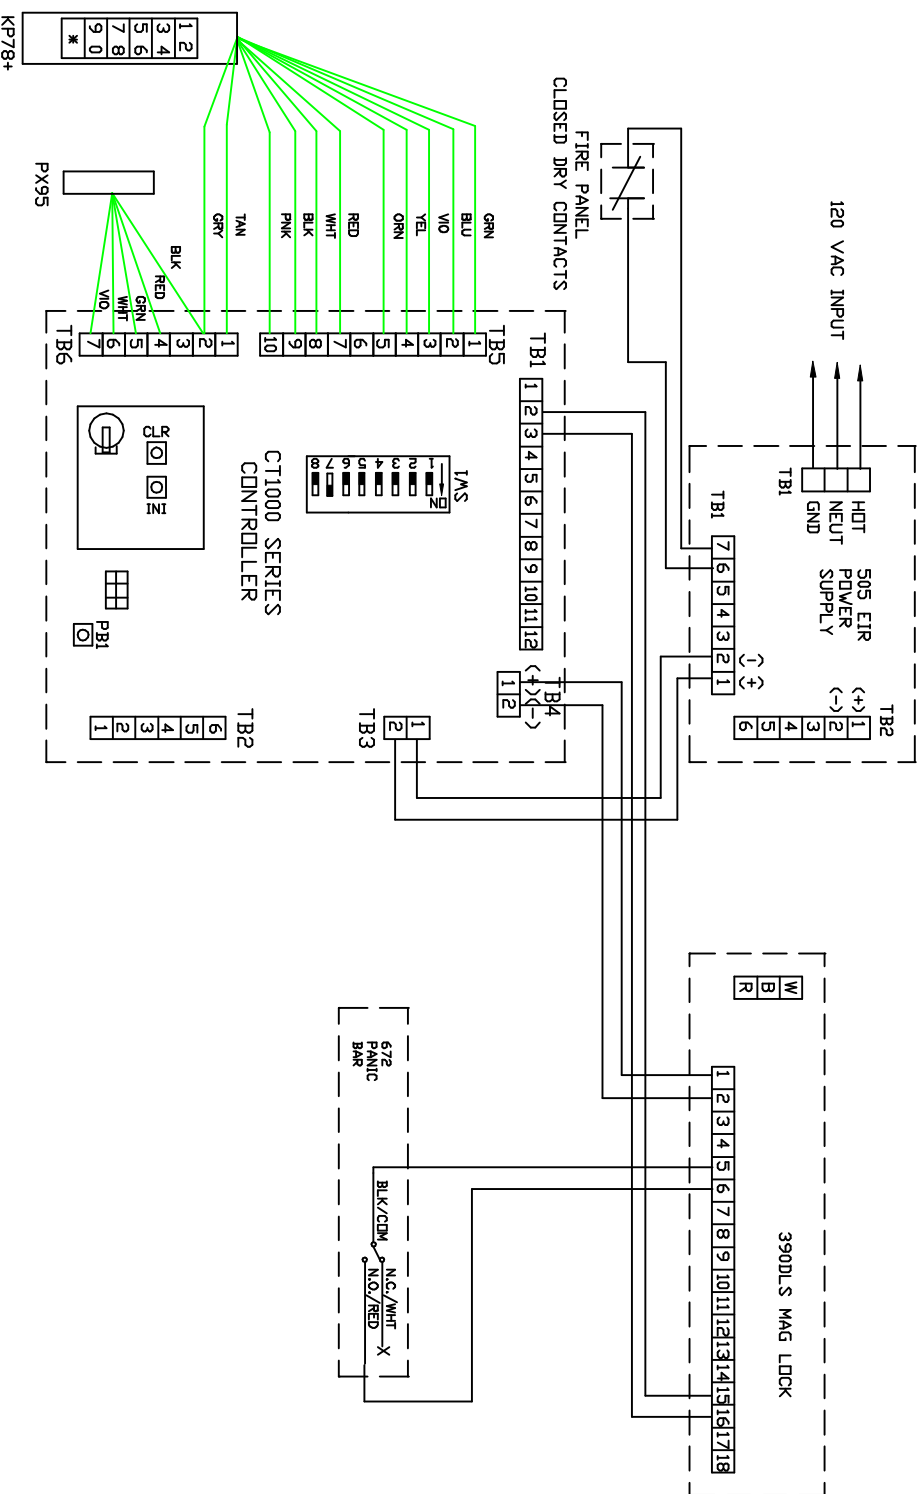 120 VAC INPUT
HOT
NEUT
GND
TB1
505 EIR
POWER
SUPPLY
TB2
(+)
(-)
1
2
3
4
5
6
TB1
7 6 5 4 3 2 1
(-) (+)
FIRE PANEL
CLOSED DRY CONTACTS
390DLS MAG LOCK
W
B
R
1 2 3 4 5 6 7 8 9 10 11 12 13 14 15 16 17 18
KP78+
1 2
3 4
5 6
7 8
9 0
*
GRN
BLU
VIO
YEL
ORN
RED
WHT
BLK
PNK
TAN
GRY
PX95
BLK
RED
GRN
WHT
VIO
TB5
1
2
3
4
5
6
7
8
9
10
TB6
1
2
3
4
5
6
7
TB1
1 2 3 4 5 6 7 8 9 10 11 12
TB4
(+) (-)
1 2
TB3
1
2
TB2
6
5
4
3
2
1
SW1
ON
1 2 3 4 5 6 7 8
CT1000 SERIES
CONTROLLER
CLR
INI
PB1
672
PANIC
BAR
BLK/COM
N.C./WHT
N.O./RED
X